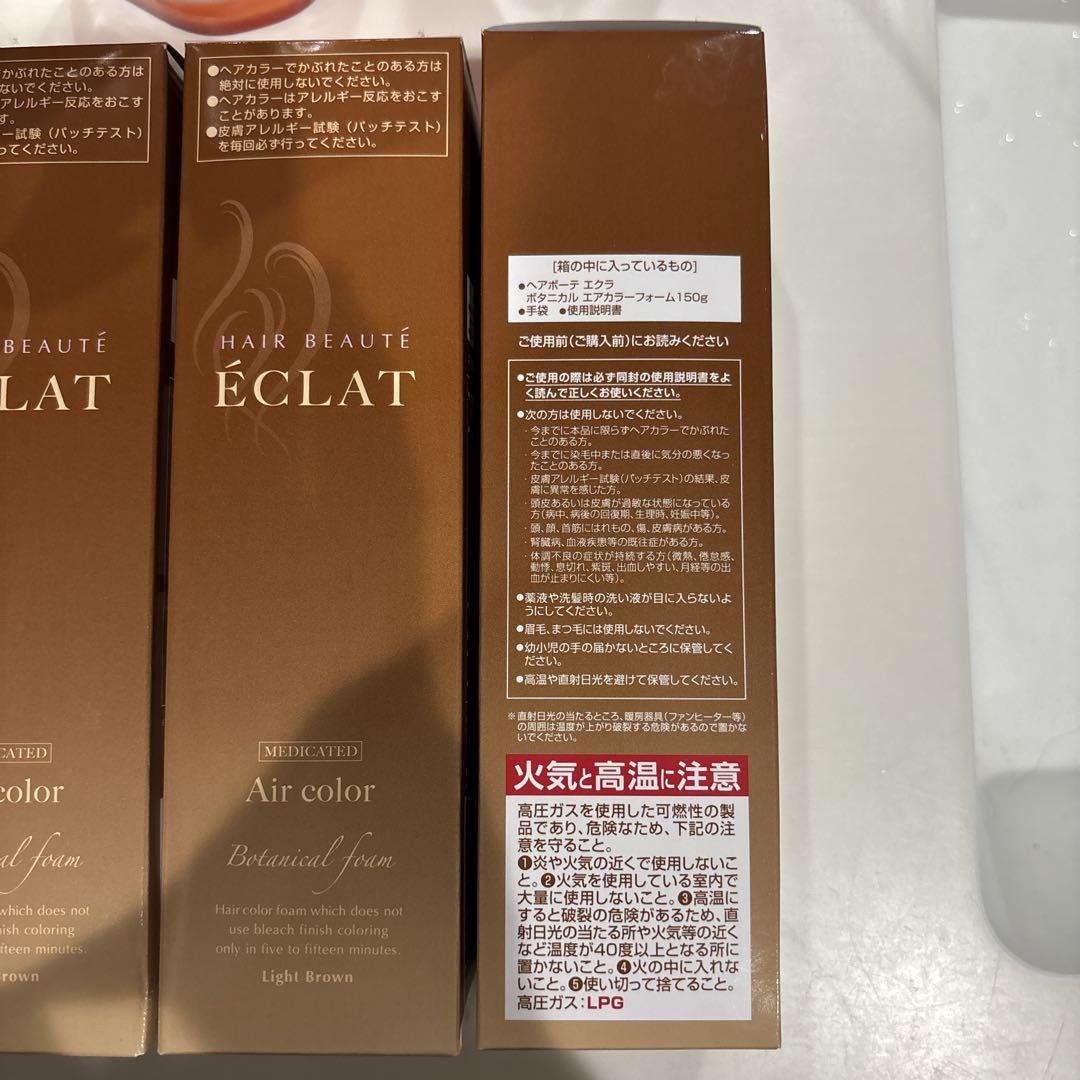 かぶれたことのある方は
ないでください。
アレルギー反応をおこす
す。
ー試験（パッチテスト）
ってください。
BEAUTÉ
LAT
CATED
color
al foam
which does not
nish coloring
fteen minutes.
rown
●ヘアカラーでかぶれたことのある方は
絶対に使用しないでください。
●ヘアカラーはアレルギー反応をおこす
ことがあります。
●皮膚アレルギー試験（パッチテスト）
を毎回必ず行ってください。
HAIR BEAUTÉ
ÉCLAT
MEDICATED
Air color
Botanical foam
Hair color foam which does not
use bleach finish coloring
only in five to fifteen minutes.
Light Brown
[箱の中に入っているもの]
●ヘアボーテ エクラ
ボタニカル エアカラーフォーム150g
●手袋 ●使用説明書
ご使用前（ご購入前）にお読みください
●ご使用の際は必ず同封の使用説明書をよ
く読んで正しくお使いください。
●次の方は使用しないでください。
・今までに本品に限らずヘアカラーでかぶれた
ことのある方。
・今までに染毛中または直後に気分の悪くなっ
たことのある方。
・皮膚アレルギー試験（パッチテスト）の結果、皮
膚に異常を感じた方。
・頭皮あるいは皮膚が過敏な状態になっている
方（病中、病後の回復期、生理時、妊娠中等）。
・頭、顔、首筋にはれもの、傷、皮膚病がある方。
・腎臓病、血液疾患等の既往症がある方。
・体調不良の症状が持続する方（微熱、倦怠感、
動悸、息切れ、紫斑、出血しやすい、月経等の出
血が止まりにくい等）。
●薬液や洗髪時の洗い液が目に入らないよ
うにしてください。
●眉毛、まつ毛には使用しないでください。
●幼小児の手の届かないところに保管してく
ださい。
●高温や直射日光を避けて保管してください。
※直射日光の当たるところ、暖房器具（ファンヒーター等）
の周囲は温度が上がり破裂する危険があるので置かな
いでください。
火気と高温に注意
高圧ガスを使用した可燃性の製
品であり、危険なため、下記の注
意を守ること。
❶炎や火気の近くで使用しないこ
と。❷火気を使用している室内で
大量に使用しないこと。❸高温に
すると破裂の危険があるため、直
射日光の当たる所や火気等の近く
など温度が40度以上となる所に
置かないこと。❹火の中に入れな
いこと。❺使い切って捨てること。
高圧ガス：LPG